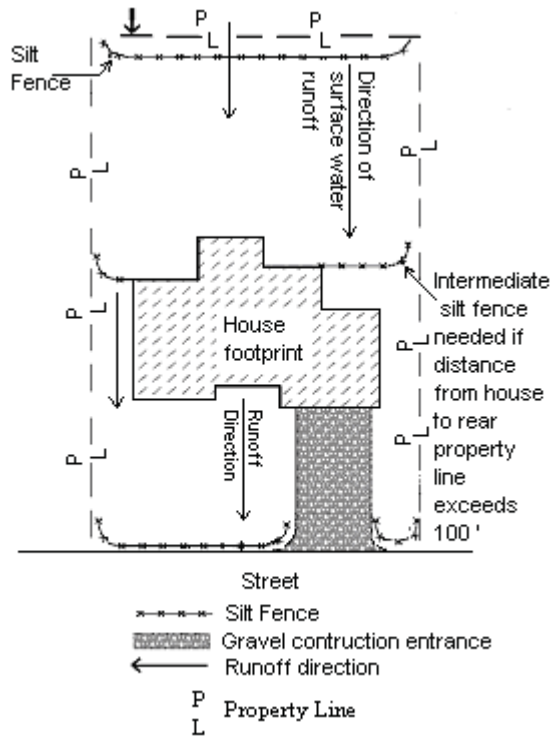 P
L
P
L
Silt
Fence
Direction of
surface water
runoff
P
L
P
L
Intermediate
silt fence
needed if
distance
from house
to rear
property
line
exceeds
100 '
P
L
P
L
House
footprint
P
L
P
L
Runoff
Direction
Street
Silt Fence
Gravel contruction entrance
Runoff direction
P
L
Property Line